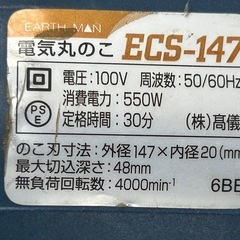 EARTH MAN
電気丸のこ ECS-147
電圧:100V 周波数:50/60Hz
消費電力:550W
定格時間:30分 (株)髙儀
PS
E
のこ刃寸法:外径147×内径20(mm
最大切込深さ:48mm
無負荷回転数:4000min⁻¹ 6BE